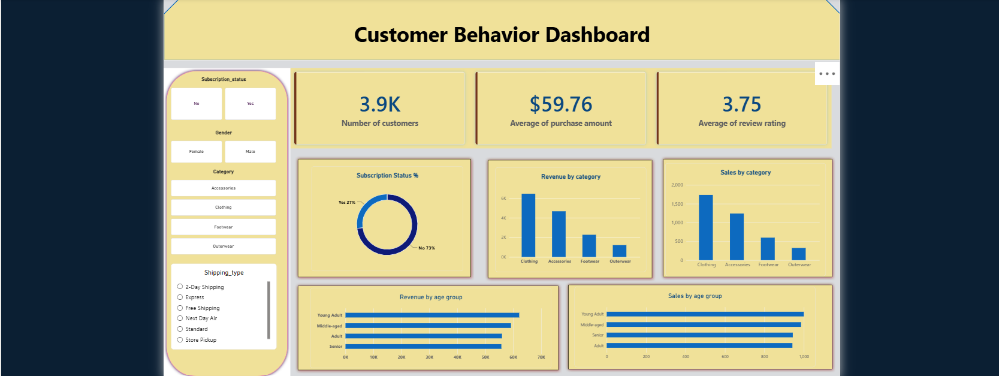 Customer Behavior Dashboard
Subscription_status
No
Yes
Gender
Female
Male
Category
Accessories
Clothing
Footwear
Outerwear
Shipping_type
2-Day Shipping
Express
Free Shipping
Next Day Air
Standard
Store Pickup
3.9K
Number of customers
$59.76
Average of purchase amount
3.75
Average of review rating
Subscription Status %
Yes 27%
No 73%
Revenue by category
6K
4K
2K
0K
Clothing
Accessories
Footwear
Outerwear
Sales by category
2,000
1,500
1,000
500
0
Clothing
Accessories
Footwear
Outerwear
Revenue by age group
Young Adult
Middle-aged
Adult
Senior
0K
10K
20K
30K
40K
50K
60K
70K
Sales by age group
Young Adult
Middle-aged
Senior
Adult
0
200
400
600
800
1,000